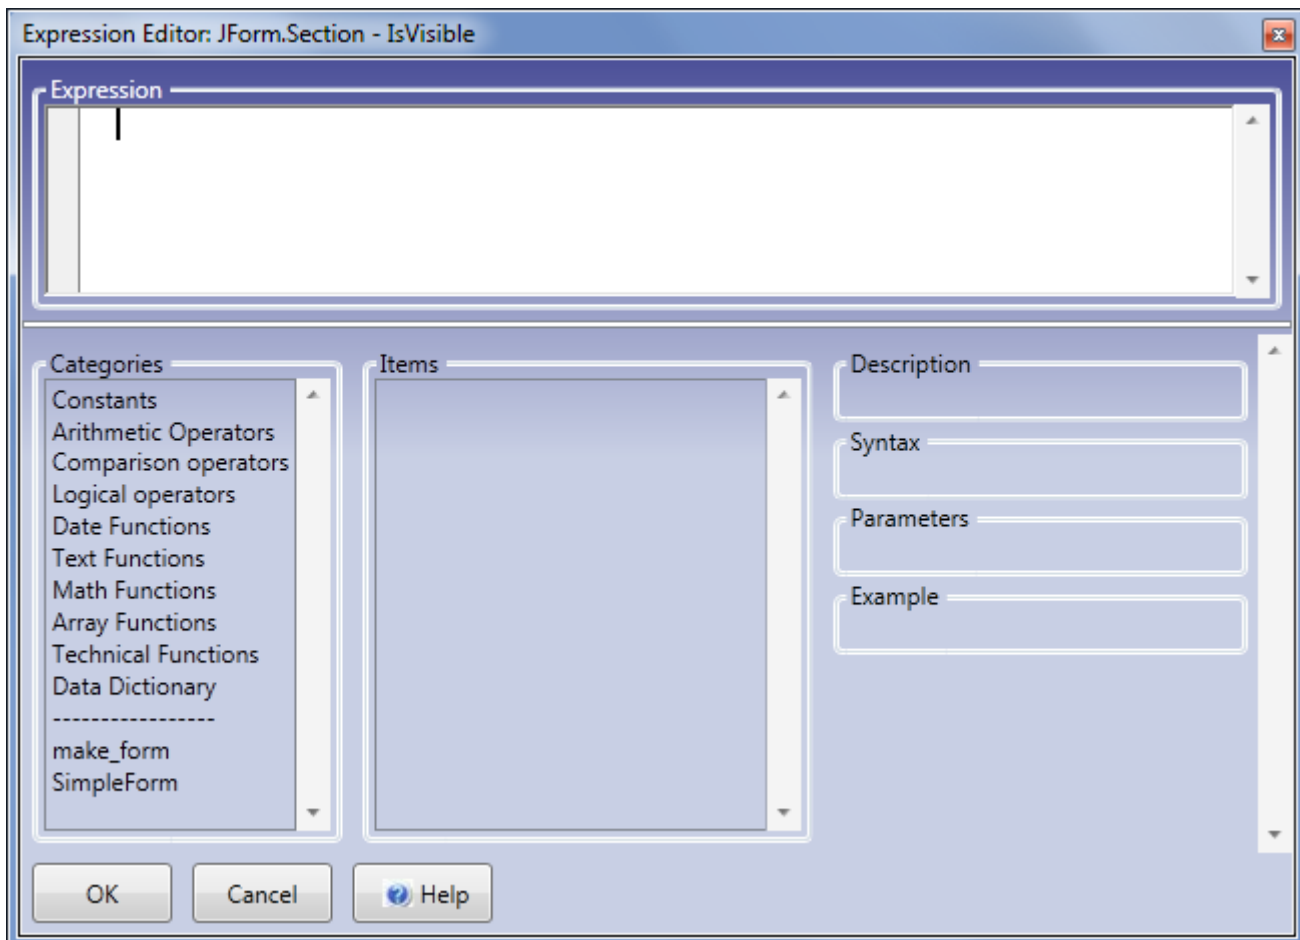 Expression Editor: JForm.Section - IsVisible
Expression
Categories
Constants
Arithmetic Operators
Comparison operators
Logical operators
Date Functions
Text Functions
Math Functions
Array Functions
Technical Functions
Data Dictionary
-----------------
make_form
SimpleForm
Items
Description
Syntax
Parameters
Example
OK
Cancel
Help